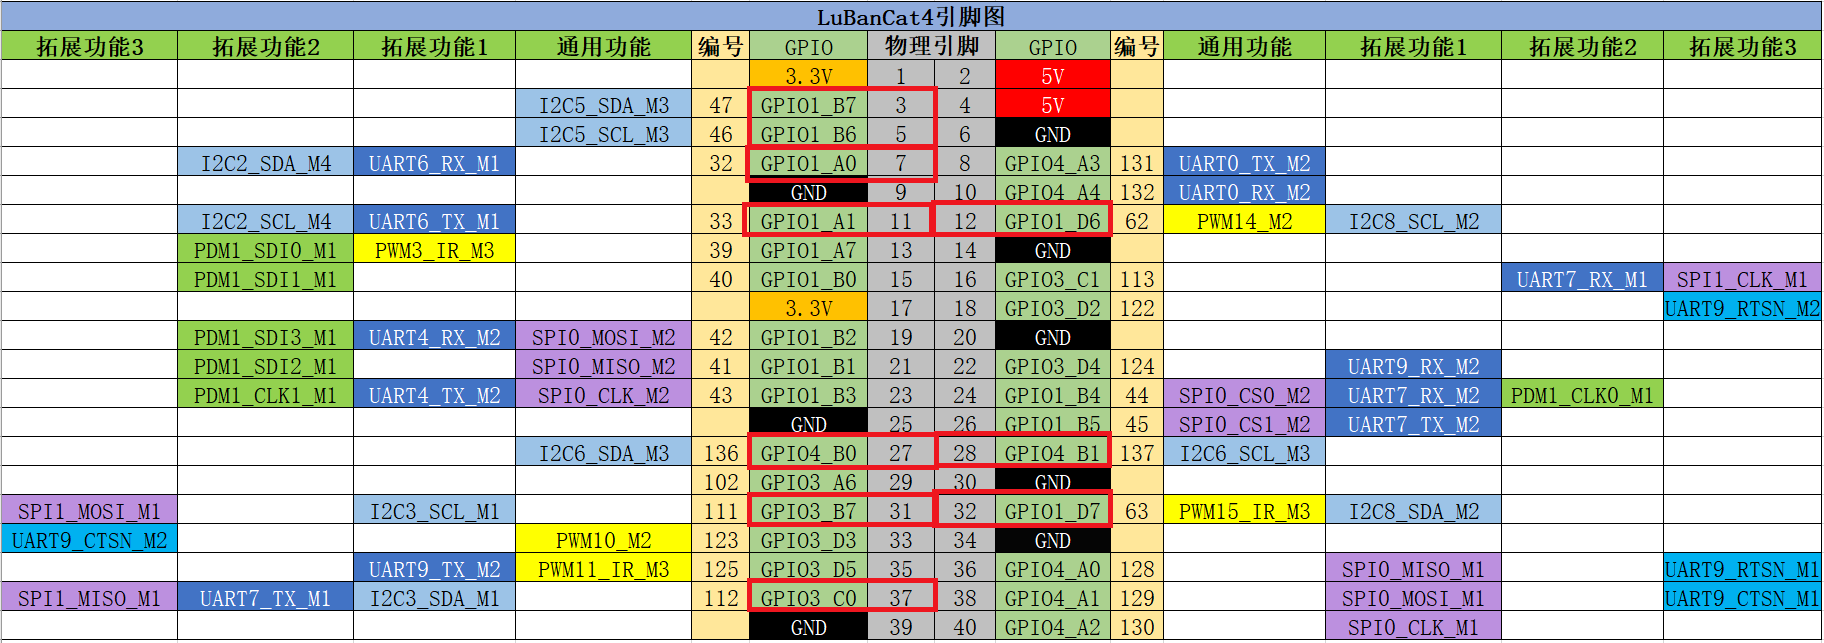 LuBanCat4引脚图
拓展功能3 拓展功能2 拓展功能1 通用功能 编号 GPIO 物理引脚 GPIO 编号 通用功能 拓展功能1 拓展功能2 拓展功能3
3.3V 1 2 5V
I2C5_SDA_M3 47 GPIO1_B7 3 4 5V
I2C5_SCL_M3 46 GPIO1_B6 5 6 GND
I2C2_SDA_M4 UART6_RX_M1 32 GPIO1_A0 7 8 GPIO4_A3 131 UART0_TX_M2
GND 9 10 GPIO4_A4 132 UART0_RX_M2
I2C2_SCL_M4 UART6_TX_M1 33 GPIO1_A1 11 12 GPIO1_D6 62 PWM14_M2 I2C8_SCL_M2
PDM1_SDI0_M1 PWM3_IR_M3 39 GPIO1_A7 13 14 GND
PDM1_SDI1_M1 40 GPIO1_B0 15 16 GPIO3_C1 113 UART7_RX_M1 SPI1_CLK_M1
3.3V 17 18 GPIO3_D2 122 UART9_RTSN_M2
PDM1_SDI3_M1 UART4_RX_M2 SPI0_MOSI_M2 42 GPIO1_B2 19 20 GND
PDM1_SDI2_M1 SPI0_MISO_M2 41 GPIO1_B1 21 22 GPIO3_D4 124 UART9_RX_M2
PDM1_CLK1_M1 UART4_TX_M2 SPI0_CLK_M2 43 GPIO1_B3 23 24 GPIO1_B4 44 SPI0_CS0_M2 UART7_RX_M2 PDM1_CLK0_M1
GND 25 26 GPIO1_B5 45 SPI0_CS1_M2 UART7_TX_M2
I2C6_SDA_M3 136 GPIO4_B0 27 28 GPIO4_B1 137 I2C6_SCL_M3
102 GPIO3_A6 29 30 GND
SPI1_MOSI_M1 I2C3_SCL_M1 111 GPIO3_B7 31 32 GPIO1_D7 63 PWM15_IR_M3 I2C8_SDA_M2
UART9_CTSN_M2 PWM10_M2 123 GPIO3_D3 33 34 GND
UART9_TX_M2 PWM11_IR_M3 125 GPIO3_D5 35 36 GPIO4_A0 128 SPI0_MISO_M1 UART9_RTSN_M1
SPI1_MISO_M1 UART7_TX_M1 I2C3_SDA_M1 112 GPIO3_C0 37 38 GPIO4_A1 129 SPI0_MOSI_M1 UART9_CTSN_M1
GND 39 40 GPIO4_A2 130 SPI0_CLK_M1